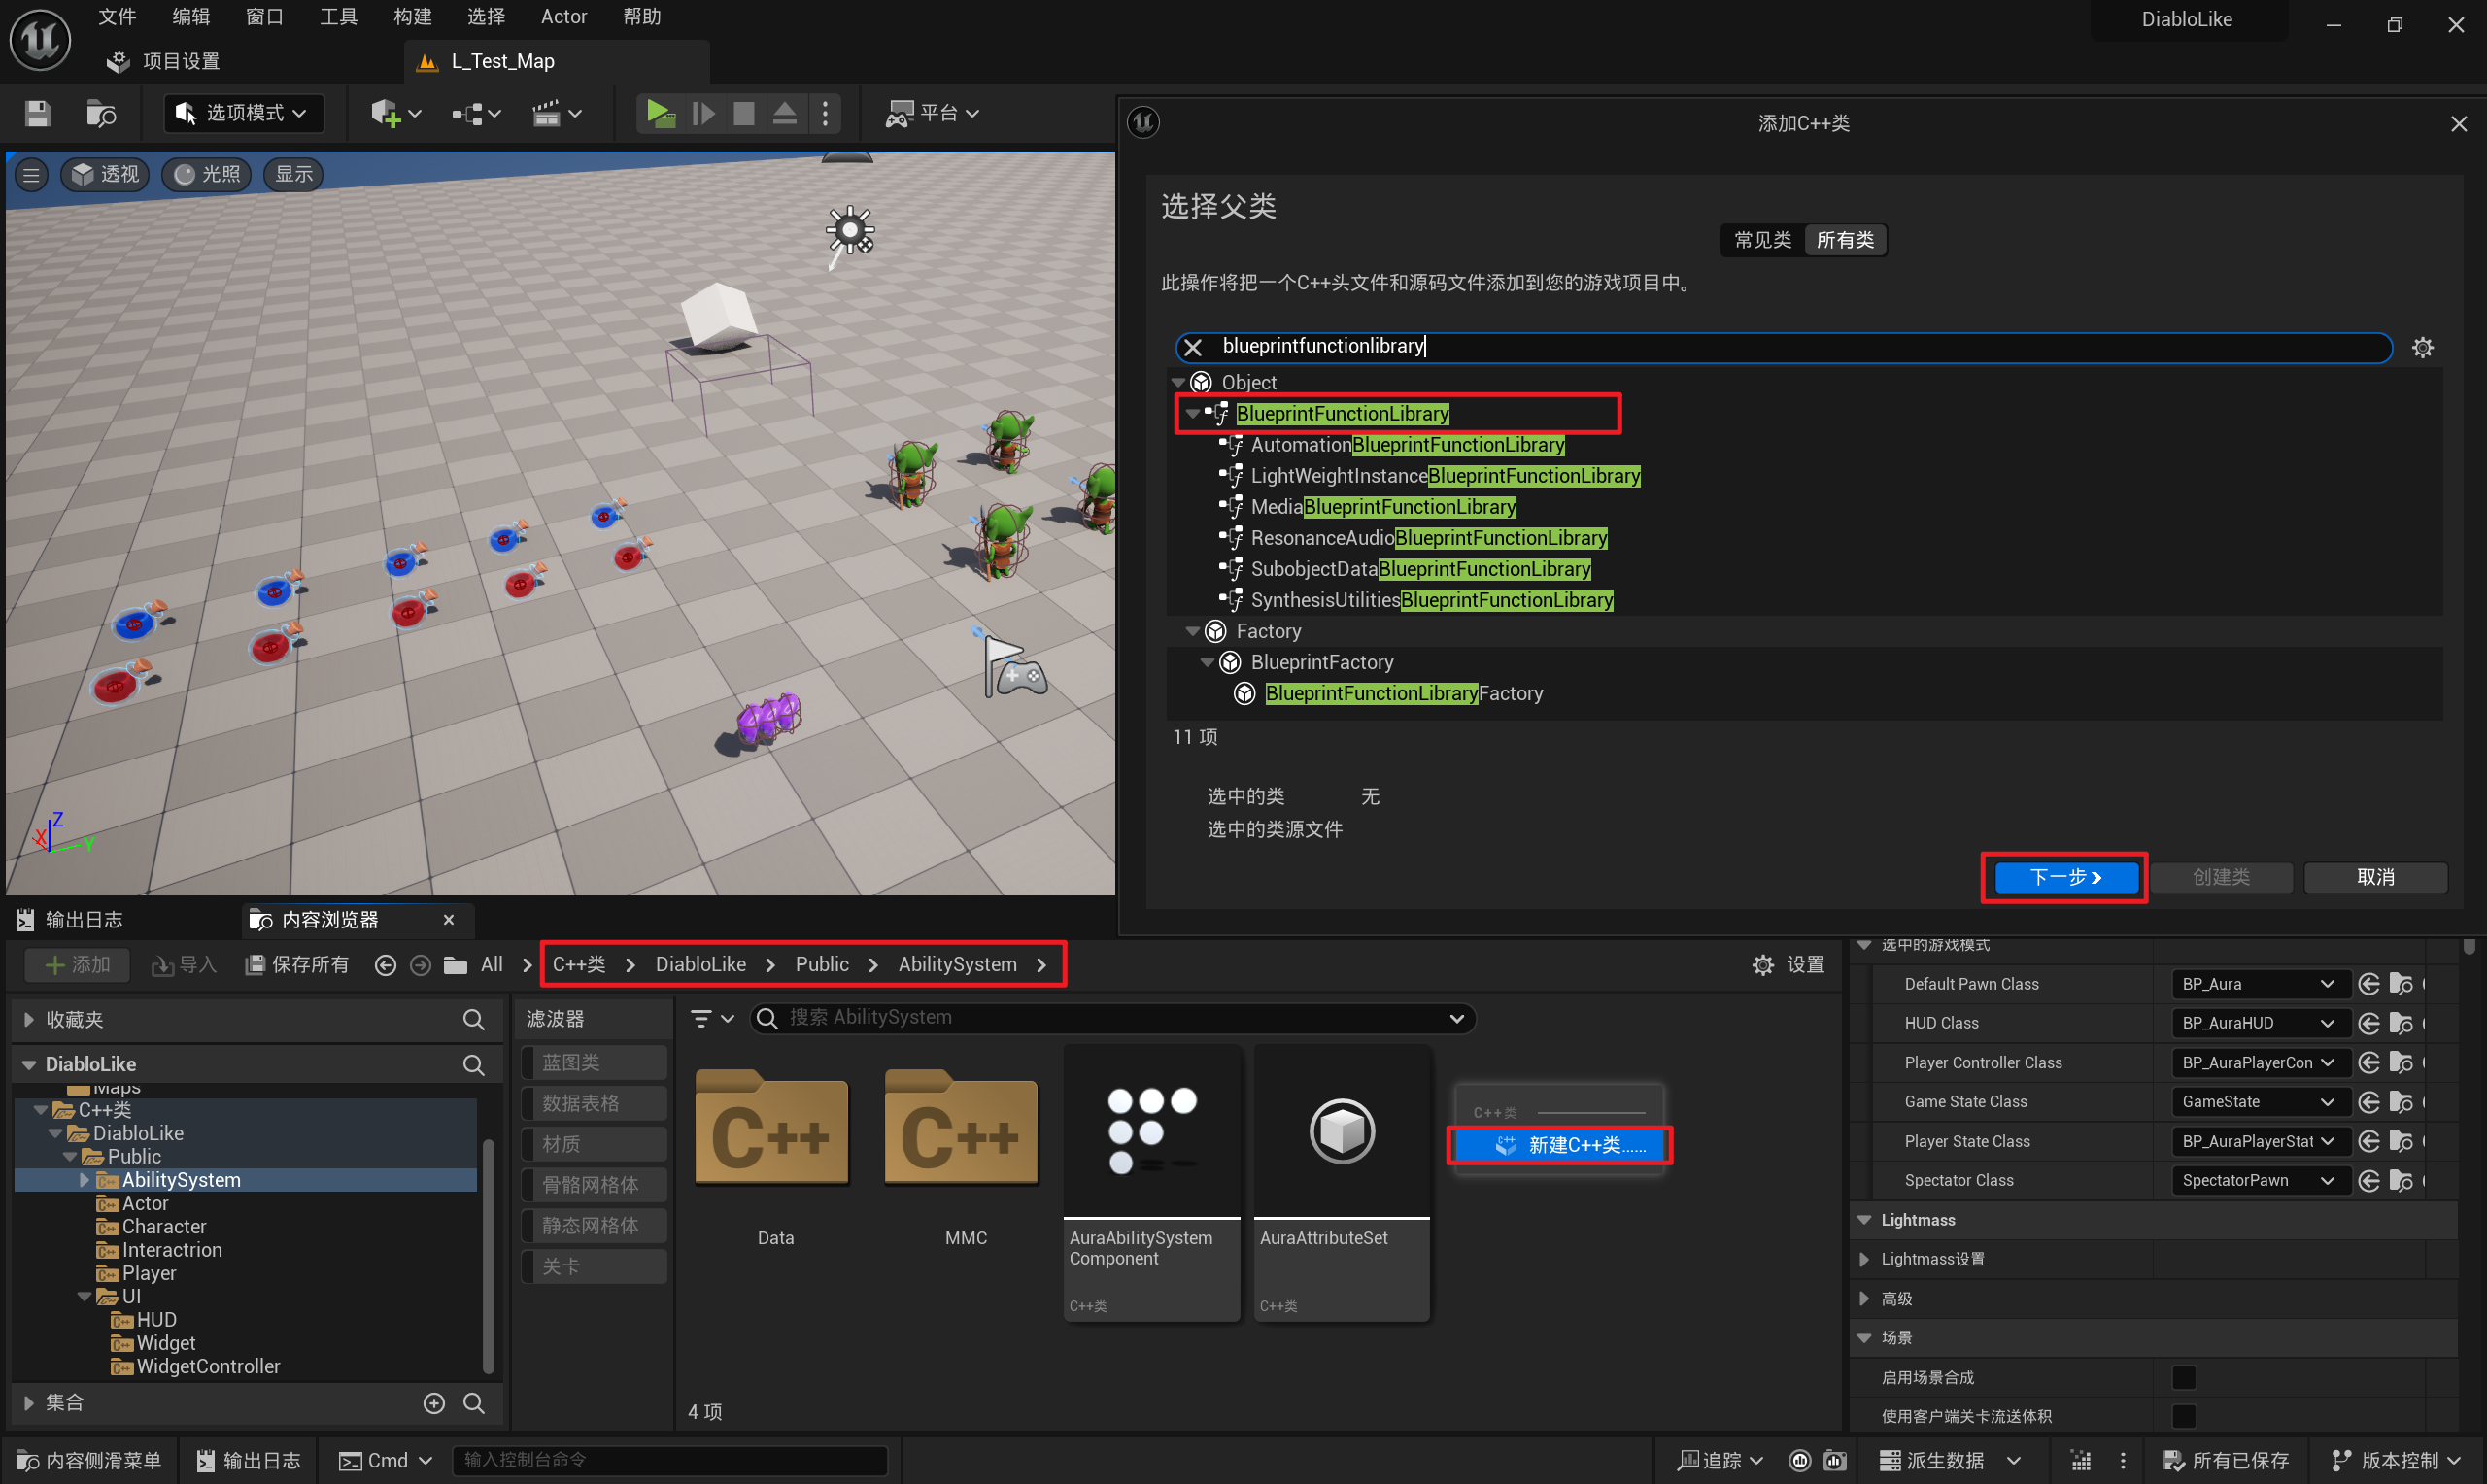 文件 编辑 窗口 工具 构建 选择 Actor 帮助
DiabloLike
项目设置
L_Test_Map
选项模式
平台
透视 光照 显示
添加C++类
选择父类
常见类 所有类
此操作将把一个C++头文件和源码文件添加到您的游戏项目中。
blueprintfunctionlibrary
Object
BlueprintFunctionLibrary
AutomationBlueprintFunctionLibrary
LightWeightInstanceBlueprintFunctionLibrary
MediaBlueprintFunctionLibrary
ResonanceAudioBlueprintFunctionLibrary
SubobjectDataBlueprintFunctionLibrary
SynthesisUtilitiesBlueprintFunctionLibrary
Factory
BlueprintFactory
BlueprintFunctionLibraryFactory
11 项
选中的类 无
选中的类源文件
下一步 创建类 取消
Z
X
Y
输出日志
内容浏览器
添加 导入 保存所有 All C++类 DiabloLike Public AbilitySystem
设置
收藏夹
DiabloLike
Maps
C++类
DiabloLike
Public
AbilitySystem
Actor
Character
Interactrion
Player
UI
HUD
Widget
WidgetController
集合
滤波器
蓝图类
数据表格
材质
骨骼网格体
静态网格体
关卡
搜索 AbilitySystem
C++
C++
Data
MMC
AuraAbilitySystem
Component
C++类
AuraAttributeSet
C++类
C++类
新建C++类......
4 项
选中的游戏模式
Default Pawn Class BP_Aura
HUD Class BP_AuraHUD
Player Controller Class BP_AuraPlayerCon
Game State Class GameState
Player State Class BP_AuraPlayerStat
Spectator Class SpectatorPawn
Lightmass
Lightmass设置
高级
场景
启用场景合成
使用客户端关卡流送体积
内容侧滑菜单 输出日志 Cmd 输入控制台命令
追踪 派生数据 所有已保存 版本控制